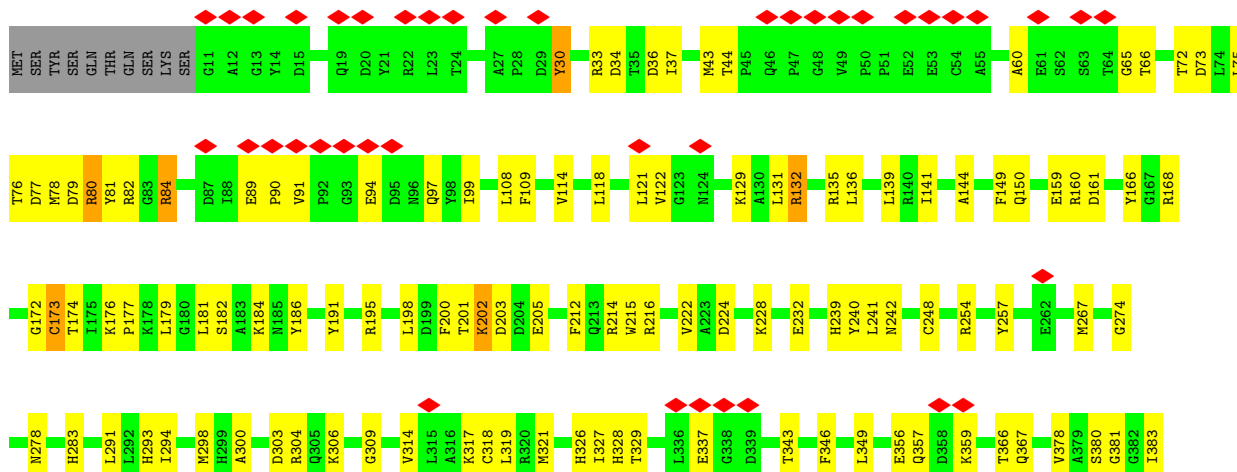 MET SER TYR SER GLN THR GLN SER LYS SER G11 A12 G13 Y14 D15 Q19 D20 Y21 R22 L23 T24 A27 P28 D29 Y30 R33 D34 T35 D36 I37 M43 T44 P45 Q46 P47 G48 V49 P50 P51 E52 E53 C54 A55 A60 E61 S62 S63 T64 G65 T66 T72 D73 L74 L75
T76 D77 M78 D79 R80 Y81 R82 G83 R84 D87 I88 E89 P90 V91 P92 G93 E94 D95 N96 Q97 Y98 I99 L108 F109 V114 L118 L121 V122 G123 N124 K129 A130 L131 R132 R135 L136 L139 R140 I141 A144 F149 Q150 E159 R160 D161 Y166 G167 R168
G172 C173 T174 I175 K176 P177 K178 L179 G180 L181 S182 A183 K184 N185 Y186 Y191 R195 L198 D199 F200 T201 K202 D203 D204 E205 F212 Q213 R214 W215 R216 V222 A223 D224 K228 E232 H239 Y240 L241 N242 C248 R254 Y257 E262 M267 G274
N278 H283 L291 L292 H293 I294 M298 H299 A300 D303 R304 Q305 K306 G309 V314 L315 A316 K317 C318 L319 R320 M321 H326 I327 H328 T329 L336 E337 G338 D339 T343 F346 L349 E356 Q357 D358 K359 T366 Q367 V378 A379 S380 G381 G382 I383